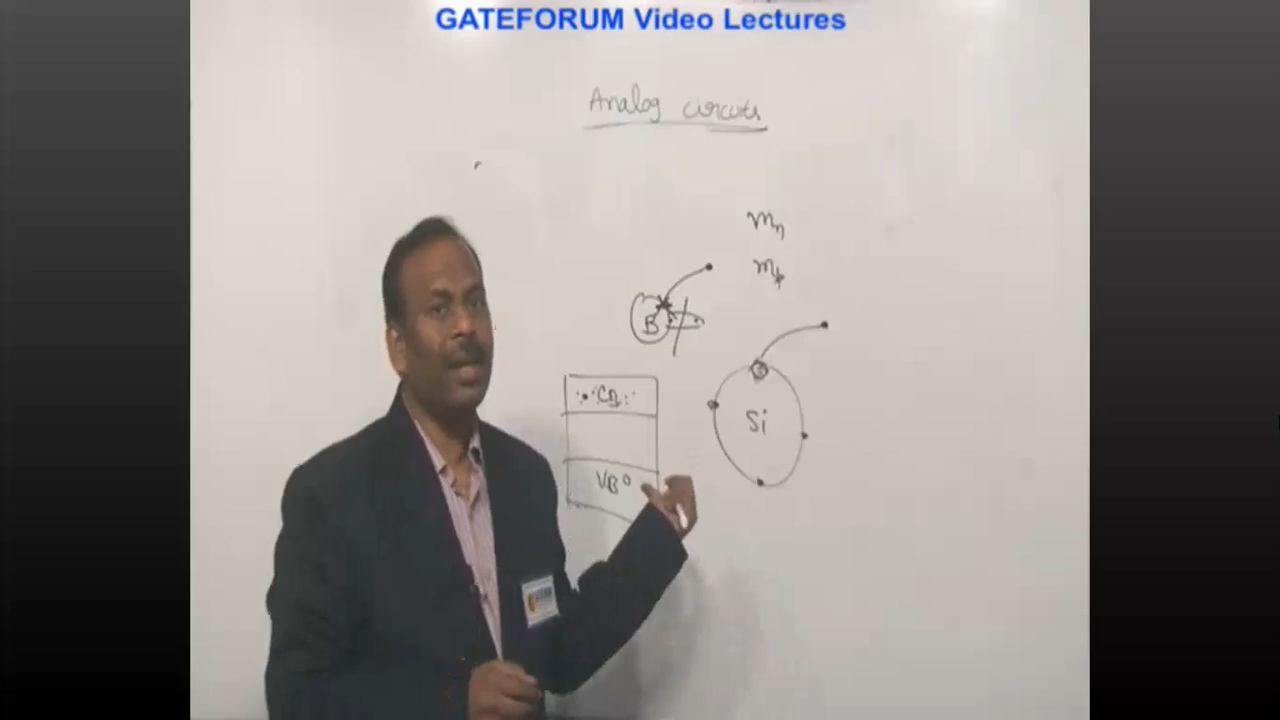 GATEFORUM Video Lectures
Analog circuits
mn
mp
B
CB
Si
VB